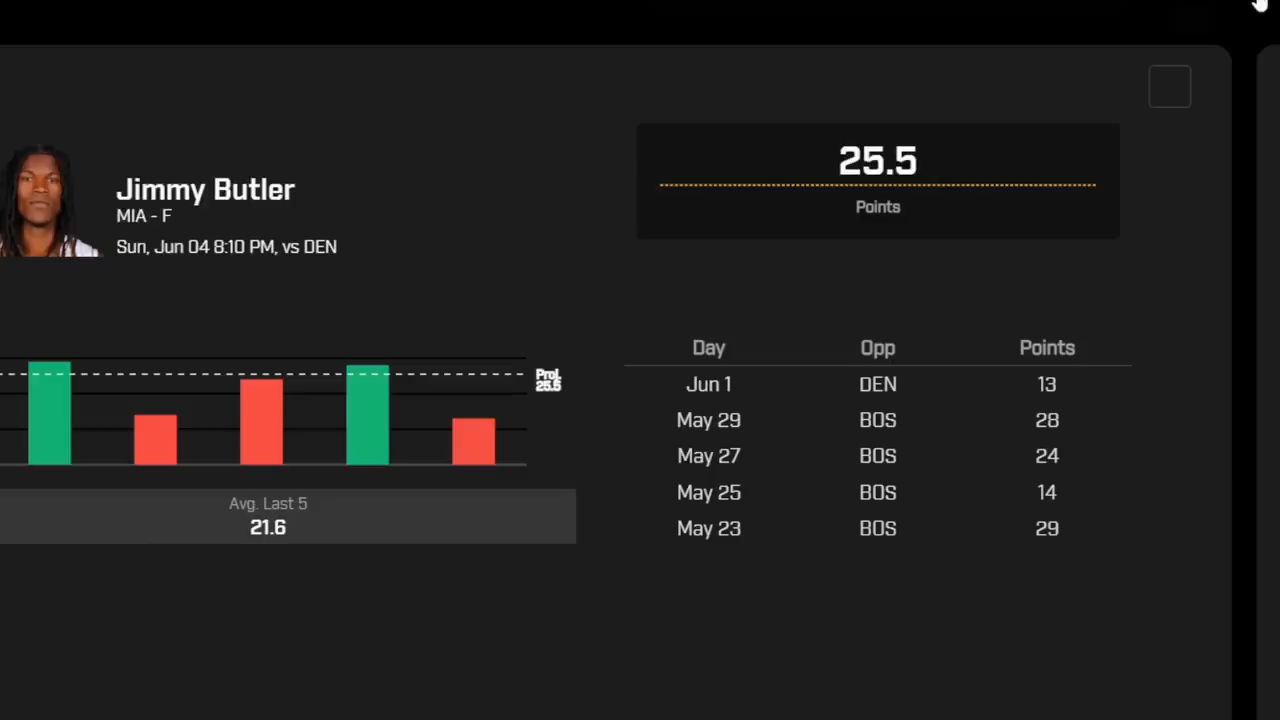 25.5
Points
Jimmy Butler
MIA - F
Sun, Jun 04 8:10 PM, vs DEN
Proj.
25.5
Avg. Last 5
21.6
Day Opp Points
Jun 1 DEN 13
May 29 BOS 28
May 27 BOS 24
May 25 BOS 14
May 23 BOS 29